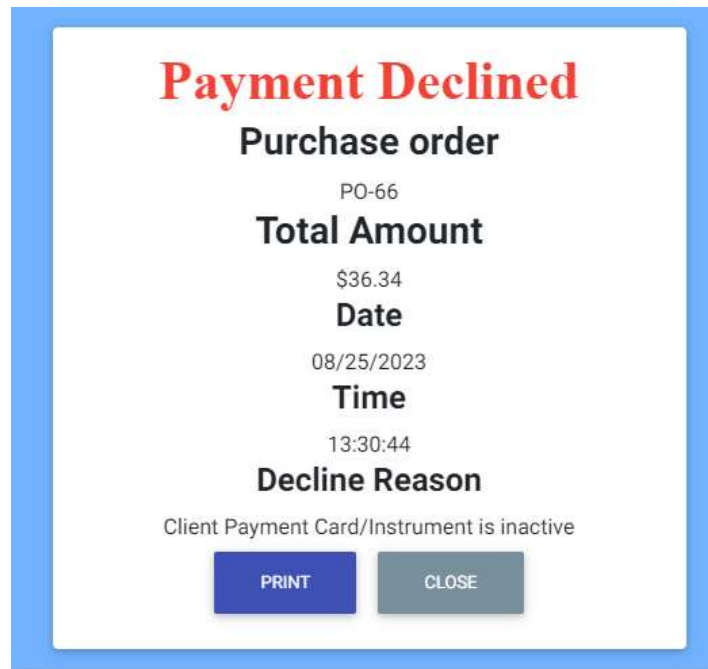 Payment Declined
Purchase order
PO-66
Total Amount
$36.34
Date
08/25/2023
Time
13:30:44
Decline Reason
Client Payment Card/Instrument is inactive
PRINT CLOSE